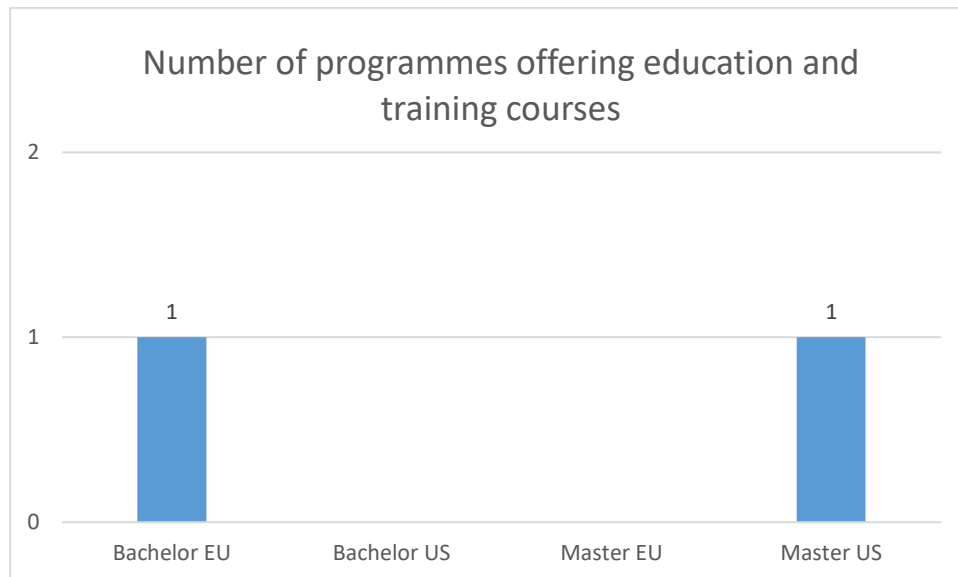 Number of programmes offering education and
training courses
2
1
0
1
1
Bachelor EU
Bachelor US
Master EU
Master US